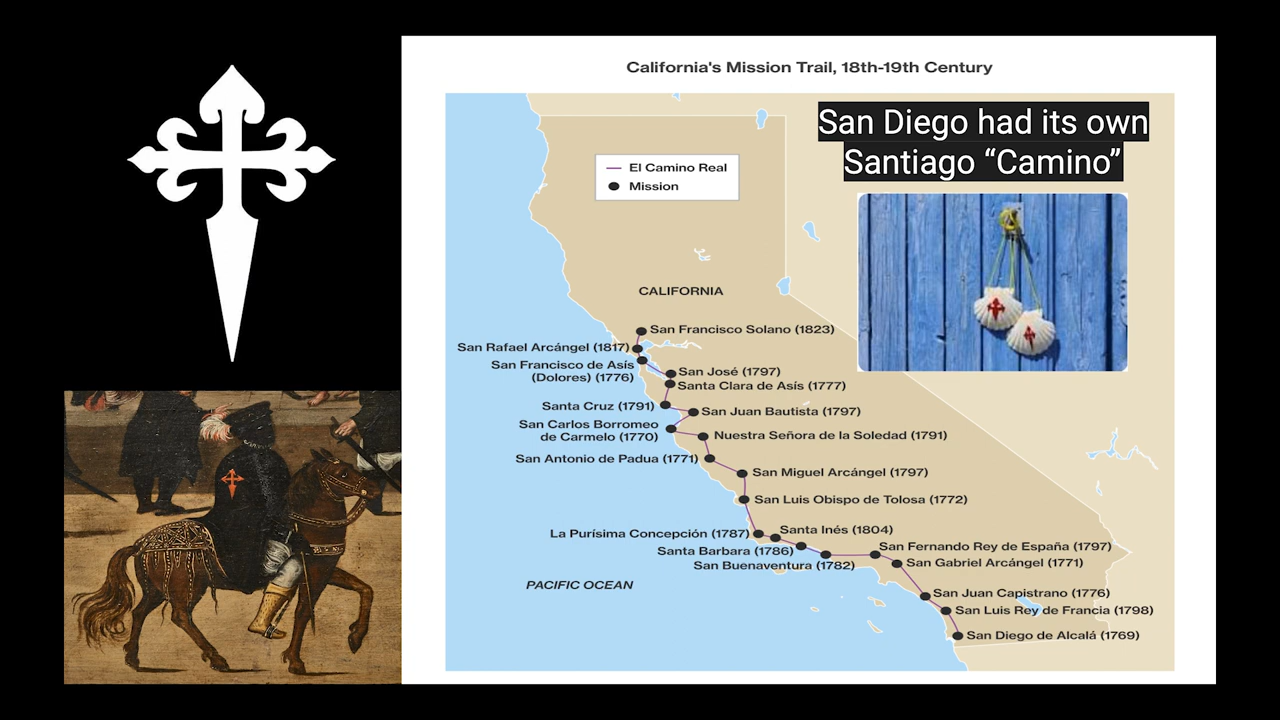 California's Mission Trail, 18th-19th Century
San Diego had its own
Santiago “Camino”
El Camino Real
Mission
CALIFORNIA
San Francisco Solano (1823)
San Rafael Arcángel (1817)
San Francisco de Asís
(Dolores) (1776)
San José (1797)
Santa Clara de Asís (1777)
Santa Cruz (1791)
San Juan Bautista (1797)
San Carlos Borromeo
de Carmelo (1770)
Nuestra Señora de la Soledad (1791)
San Antonio de Padua (1771)
San Miguel Arcángel (1797)
San Luis Obispo de Tolosa (1772)
La Purísima Concepción (1787)
Santa Inés (1804)
Santa Barbara (1786)
San Fernando Rey de España (1797)
San Buenaventura (1782)
San Gabriel Arcángel (1771)
PACIFIC OCEAN
San Juan Capistrano (1776)
San Luis Rey de Francia (1798)
San Diego de Alcalá (1769)